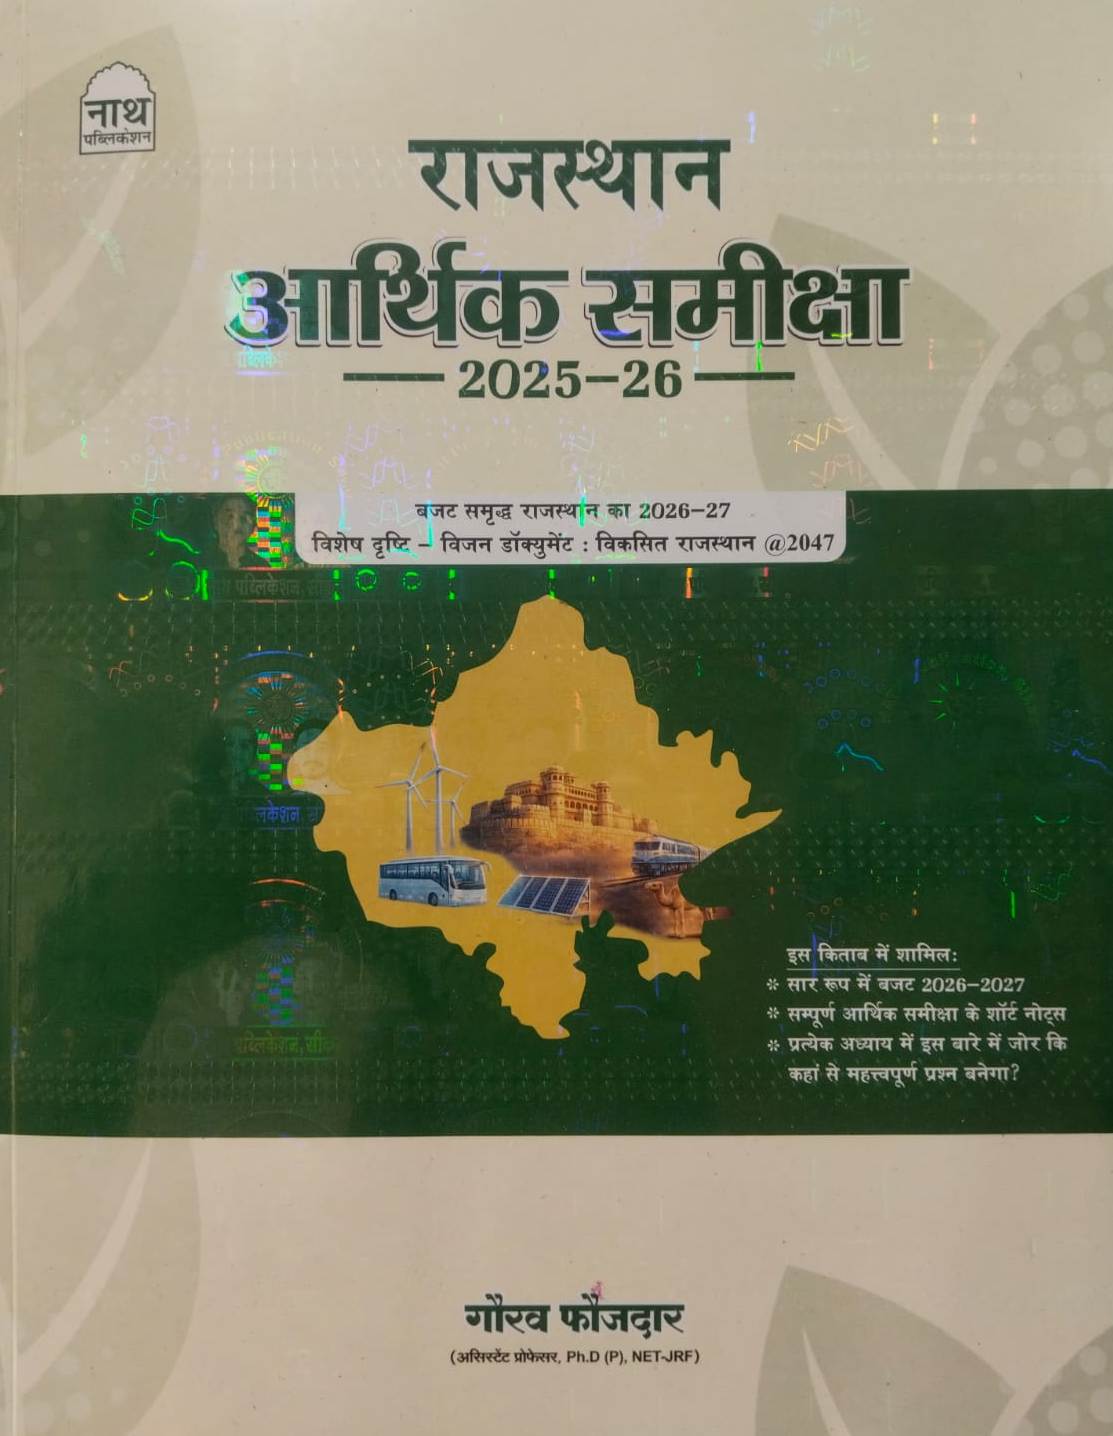 नाथ
पब्लिकेशन
राजस्थान
आर्थिक समीक्षा
2025–26
बजट समृद्ध राजस्थान का 2026–27
विशेष दृष्टि – विजन डॉक्युमेंट : विकसित राजस्थान @2047
इस किताब में शामिल:
❈ सार रूप में बजट 2026–2027
❈ सम्पूर्ण आर्थिक समीक्षा के शॉर्ट नोट्स
❈ प्रत्येक अध्याय में इस बारे में जोर कि
कहां से महत्त्वपूर्ण प्रश्न बनेगा?
गौरव फौजदार
(असिस्टेंट प्रोफेसर, Ph.D (P), NET-JRF)